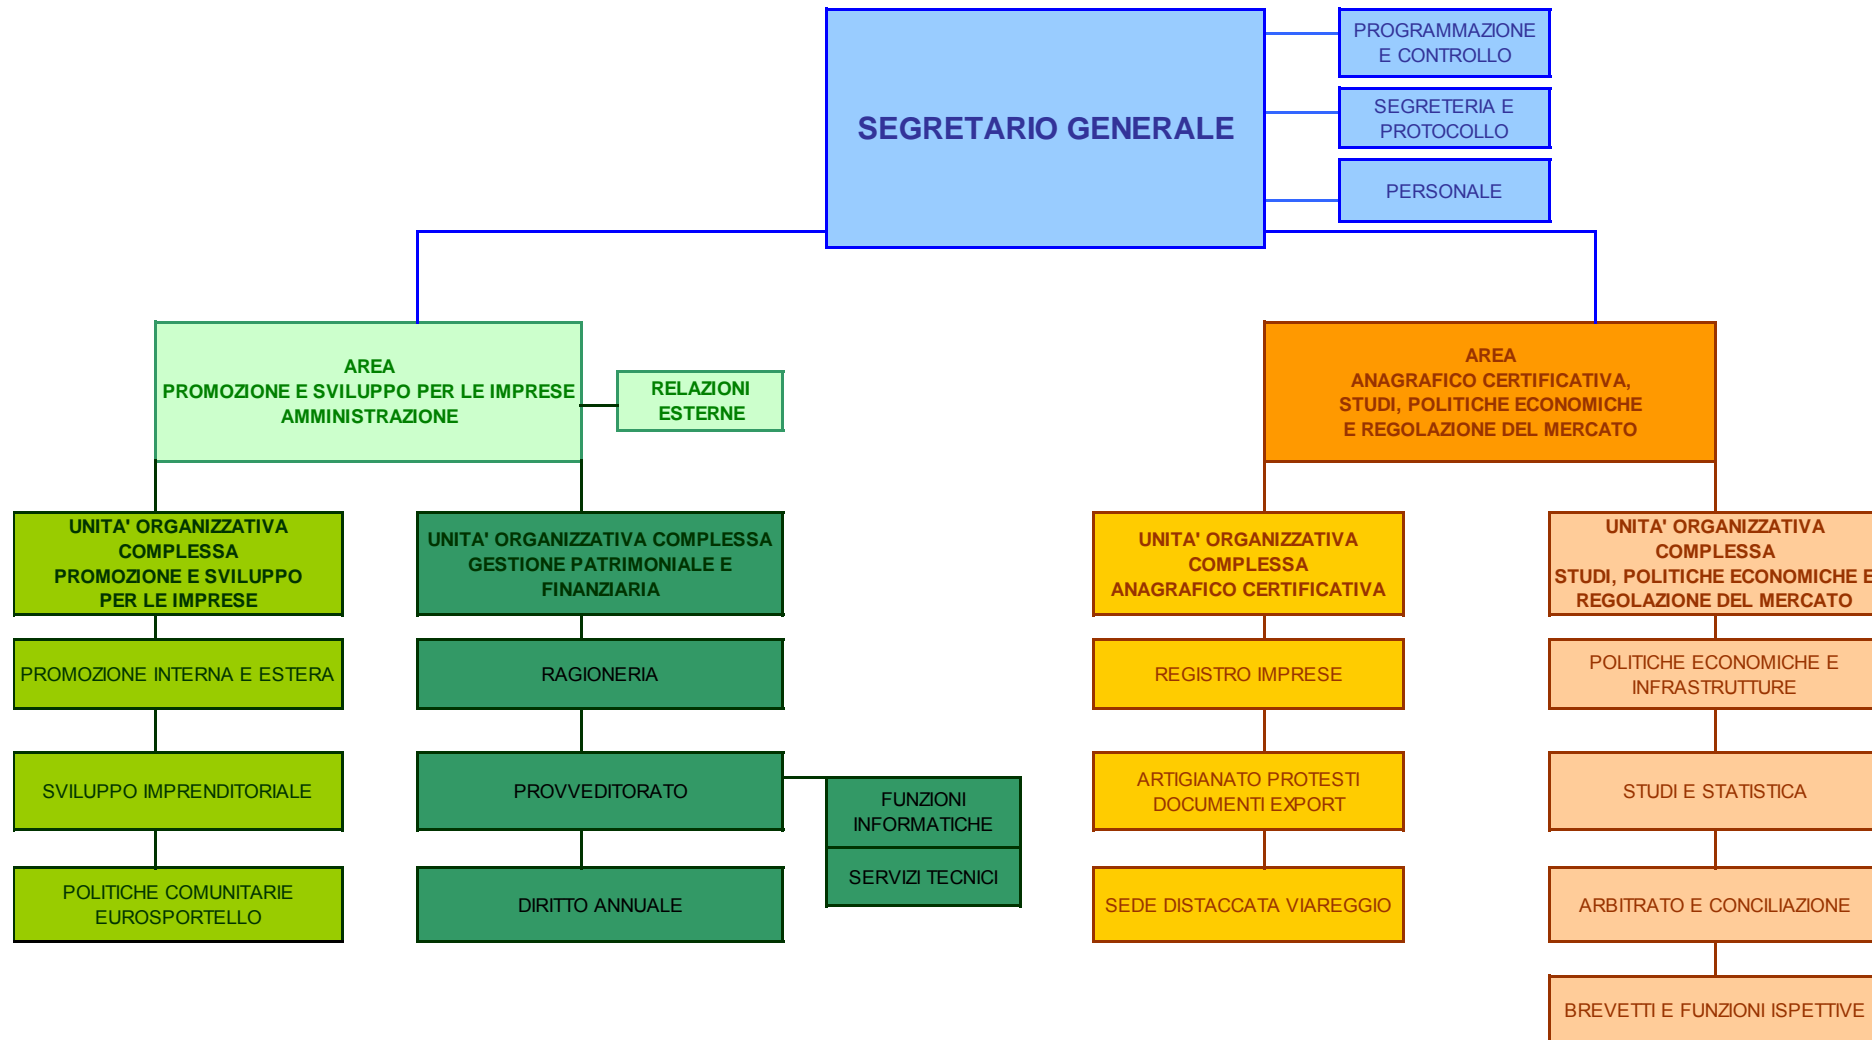 PROGRAMMAZIONE
E CONTROLLO
SEGRETERIA E
PROTOCOLLO
SEGRETARIO GENERALE
PERSONALE
AREA
PROMOZIONE E SVILUPPO PER LE IMPRESE
AMMINISTRAZIONE
RELAZIONI
ESTERNE
AREA
ANAGRAFICO CERTIFICATIVA,
STUDI, POLITICHE ECONOMICHE
E REGOLAZIONE DEL MERCATO
UNITA' ORGANIZZATIVA
COMPLESSA
PROMOZIONE E SVILUPPO
PER LE IMPRESE
UNITA' ORGANIZZATIVA COMPLESSA
GESTIONE PATRIMONIALE E
FINANZIARIA
UNITA' ORGANIZZATIVA
COMPLESSA
ANAGRAFICO CERTIFICATIVA
UNITA' ORGANIZZATIVA
COMPLESSA
STUDI, POLITICHE ECONOMICHE E
REGOLAZIONE DEL MERCATO
PROMOZIONE INTERNA E ESTERA
RAGIONERIA
REGISTRO IMPRESE
POLITICHE ECONOMICHE E
INFRASTRUTTURE
SVILUPPO IMPRENDITORIALE
PROVVEDITORATO
FUNZIONI
INFORMATICHE
SERVIZI TECNICI
ARTIGIANATO PROTESTI
DOCUMENTI EXPORT
STUDI E STATISTICA
POLITICHE COMUNITARIE
EUROSPORTELLO
DIRITTO ANNUALE
SEDE DISTACCATA VIAREGGIO
ARBITRATO E CONCILIAZIONE
BREVETTI E FUNZIONI ISPETTIVE